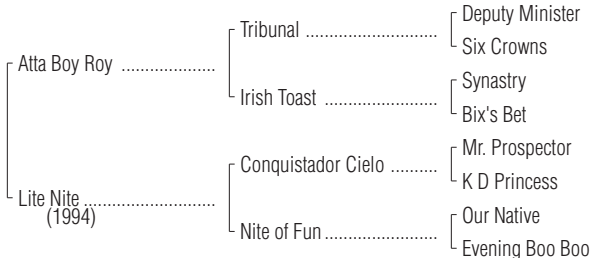 Deputy Minister
Tribunal ..........................
Six Crowns
Atta Boy Roy ...................
Synastry
Irish Toast ......................
Bix's Bet
Mr. Prospector
Conquistador Cielo ..........
K D Princess
Lite Nite ...........................
(1994)
Our Native
Nite of Fun .......................
Evening Boo Boo